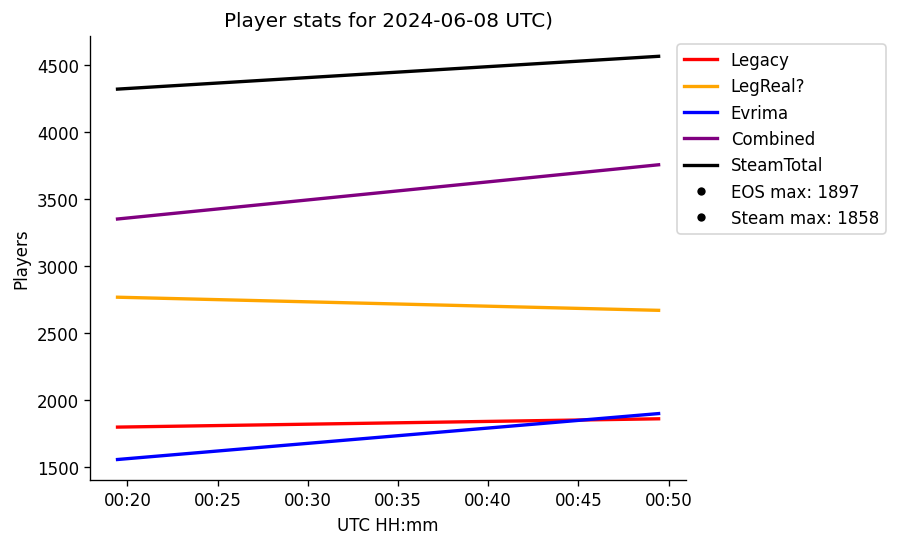 Player stats for 2024-06-08 UTC)
4500
4000
3500
3000
2500
2000
1500
Players
00:20 00:25 00:30 00:35 00:40 00:45 00:50
UTC HH:mm
Legacy
LegReal?
Evrima
Combined
SteamTotal
EOS max: 1897
Steam max: 1858